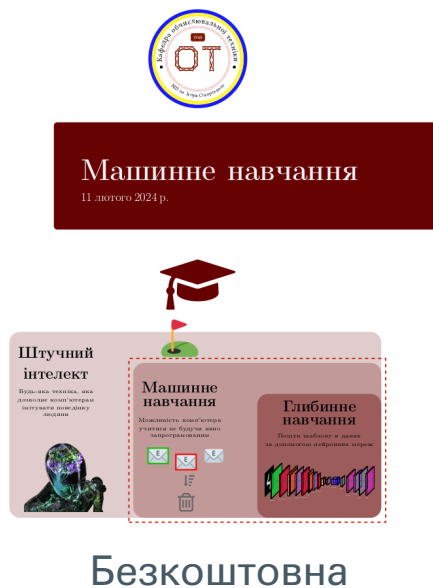 Кафедра обчислювальної техніки
ОТ
КПІ ім. Ігоря Сікорського
Машинне навчання
11 лютого 2024 р.
Штучний
інтелект
Будь-яка техніка, яка
дозволяє комп'ютерам
імітувати поведінку
людини
Машинне
навчання
Можливість комп'ютера
учитися не будучи явно
запрограмованим
E
E
E
Глибинне
навчання
Пошук шаблону в даних
за допомогою нейронних мереж
Безкоштовна